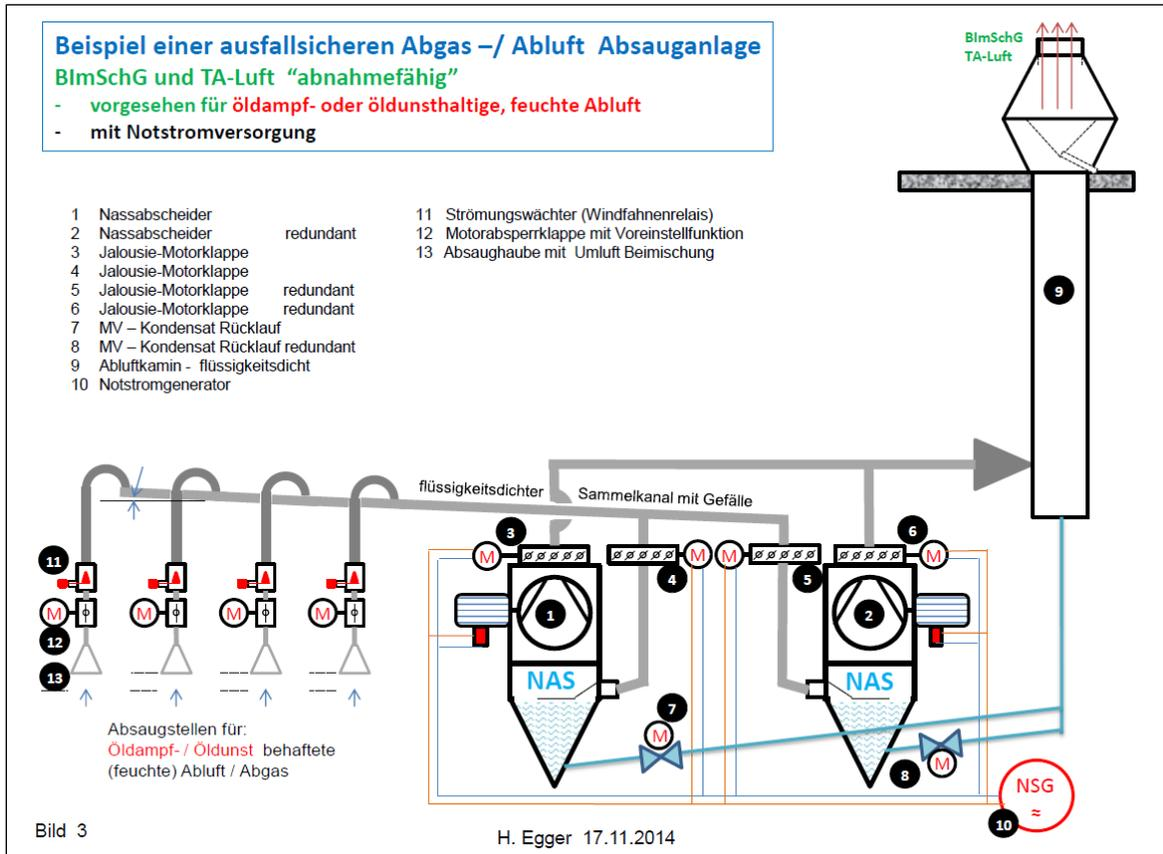 Beispiel einer ausfallsicheren Abgas –/ Abluft Absauganlage
BImSchG und TA-Luft “abnahmefähig”
- vorgesehen für öldampf- oder öldunsthaltige, feuchte Abluft
- mit Notstromversorgung
BImSchG
TA-Luft
1 Nassabscheider
2 Nassabscheider redundant
3 Jalousie-Motorklappe
4 Jalousie-Motorklappe
5 Jalousie-Motorklappe redundant
6 Jalousie-Motorklappe redundant
7 MV – Kondensat Rücklauf
8 MV – Kondensat Rücklauf redundant
9 Abluftkamin - flüssigkeitsdicht
10 Notstromgenerator
11 Strömungswächter (Windfahnenrelais)
12 Motorabsperrklappe mit Voreinstellfunktion
13 Absaughaube mit Umluft Beimischung
9
flüssigkeitsdichter Sammelkanal mit Gefälle
3
6
M
M
M
M
4
5
11
M
M
M
M
12
13
1
2
NAS
NAS
7
M
8
M
Absaugstellen für:
Öldampf- / Öldunst behaftete
(feuchte) Abluft / Abgas
NSG
≈
10
Bild 3
H. Egger 17.11.2014